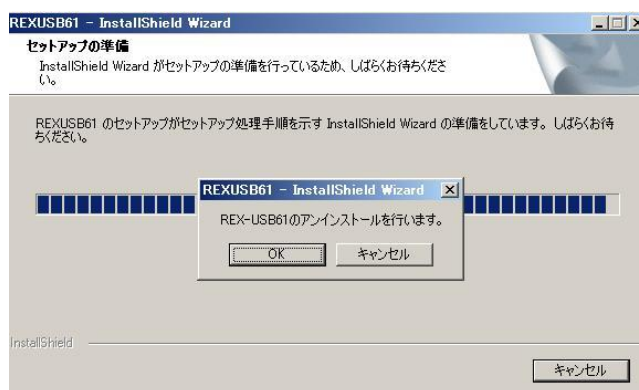 REXUSB61 - InstallShield Wizard
セットアップの準備
InstallShield Wizard がセットアップの準備を行っているため、しばらくお待ちくださ
い。
REXUSB61 のセットアップがセットアップ処理手順を示す InstallShield Wizard の準備をしています。しばらくお待
ちください。
REXUSB61 - InstallShield Wizard
REX-USB61のアンインストールを行います。
OK
キャンセル
InstallShield
キャンセル